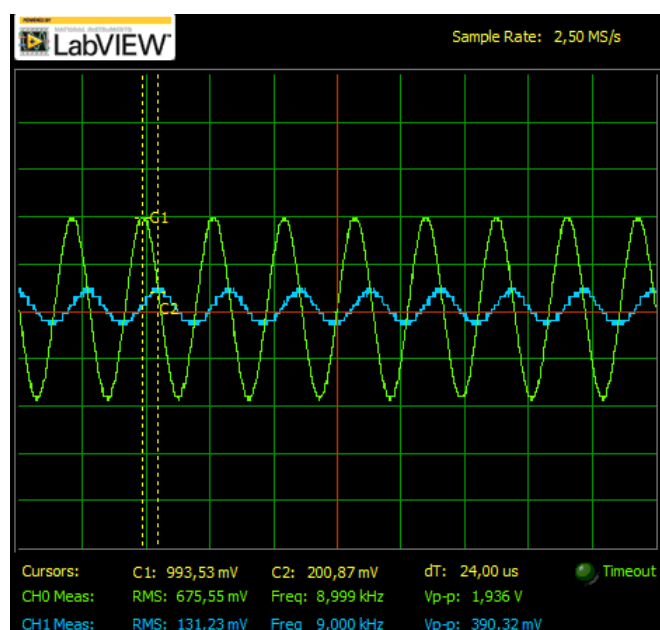 POWERED BY
NATIONAL INSTRUMENTS
LabVIEW
Sample Rate: 2,50 MS/s
C1
C2
Cursors: C1: 993,53 mV C2: 200,87 mV dT: 24,00 us Timeout
CH0 Meas: RMS: 675,55 mV Freq: 8,999 kHz Vp-p: 1,936 V
CH1 Meas: RMS: 131,23 mV Freq 9,000 kHz Vp-p: 390,32 mV